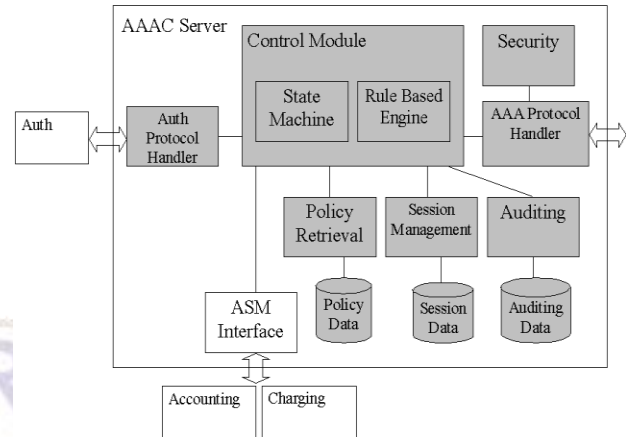 AAAC Server
Control Module
Security
State
Machine
Rule Based
Engine
AAA Protocol
Handler
Auth
Auth
Protocol
Handler
Policy
Retrieval
Session
Management
Auditing
ASM
Interface
Policy
Data
Session
Data
Auditing
Data
Accounting
Charging